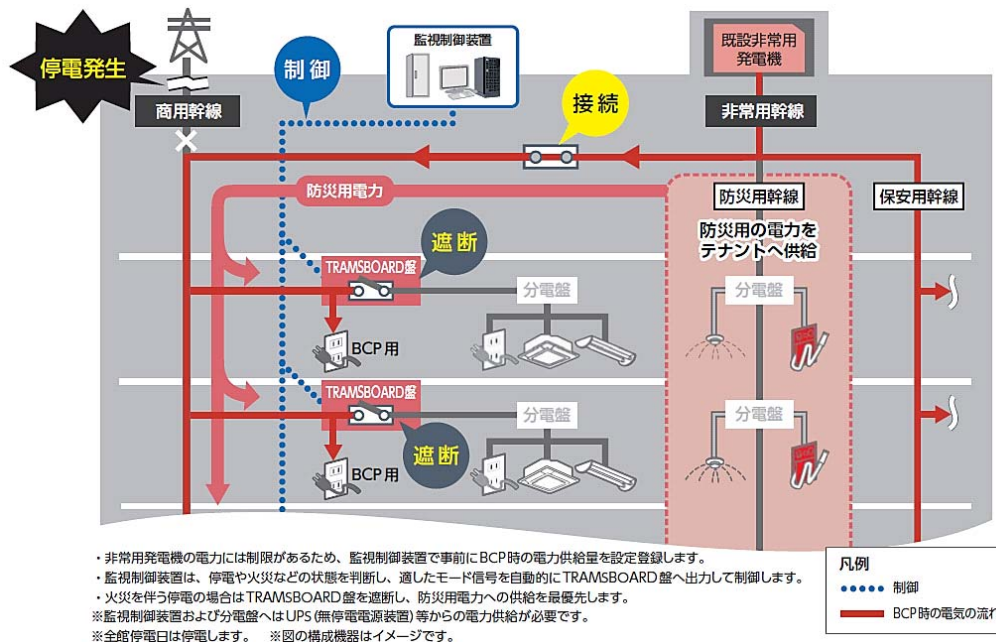 停電発生
商用幹線
制御
監視制御装置
接続
既設非常用
発電機
非常用幹線
防災用電力
防災用幹線
保安用幹線
防災用の電力を
テナントへ供給
遮断
TRAMSBOARD盤
分電盤
分電盤
BCP用
TRAMSBOARD盤
分電盤
分電盤
遮断
BCP用
・非常用発電機の電力には制限があるため、監視制御装置で事前にBCP時の電力供給量を設定登録します。
・監視制御装置は、停電や火災などの状態を判断し、適したモード信号を自動的にTRAMSBOARD盤へ出力して制御します。
・火災を伴う停電の場合はTRAMSBOARD盤を遮断し、防災用電力への供給を最優先します。
※監視制御装置および分電盤へはUPS(無停電電源装置)等からの電力供給が必要です。
※全館停電日は停電します。 ※図の構成機器はイメージです。
凡例
制御
BCP時の電気の流れ